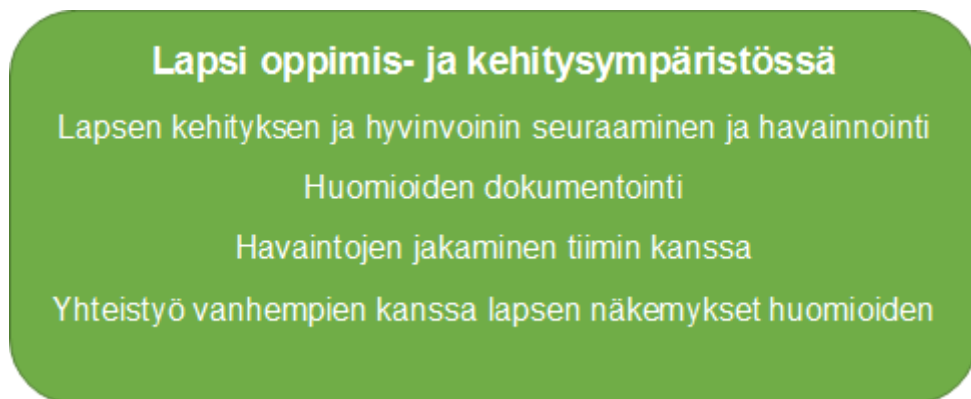 Lapsi oppimis- ja kehitysympäristössä
Lapsen kehityksen ja hyvinvoinin seuraaminen ja havainnointi
Huomioiden dokumentointi
Havaintojen jakaminen tiimin kanssa
Yhteistyö vanhempien kanssa lapsen näkemykset huomioiden